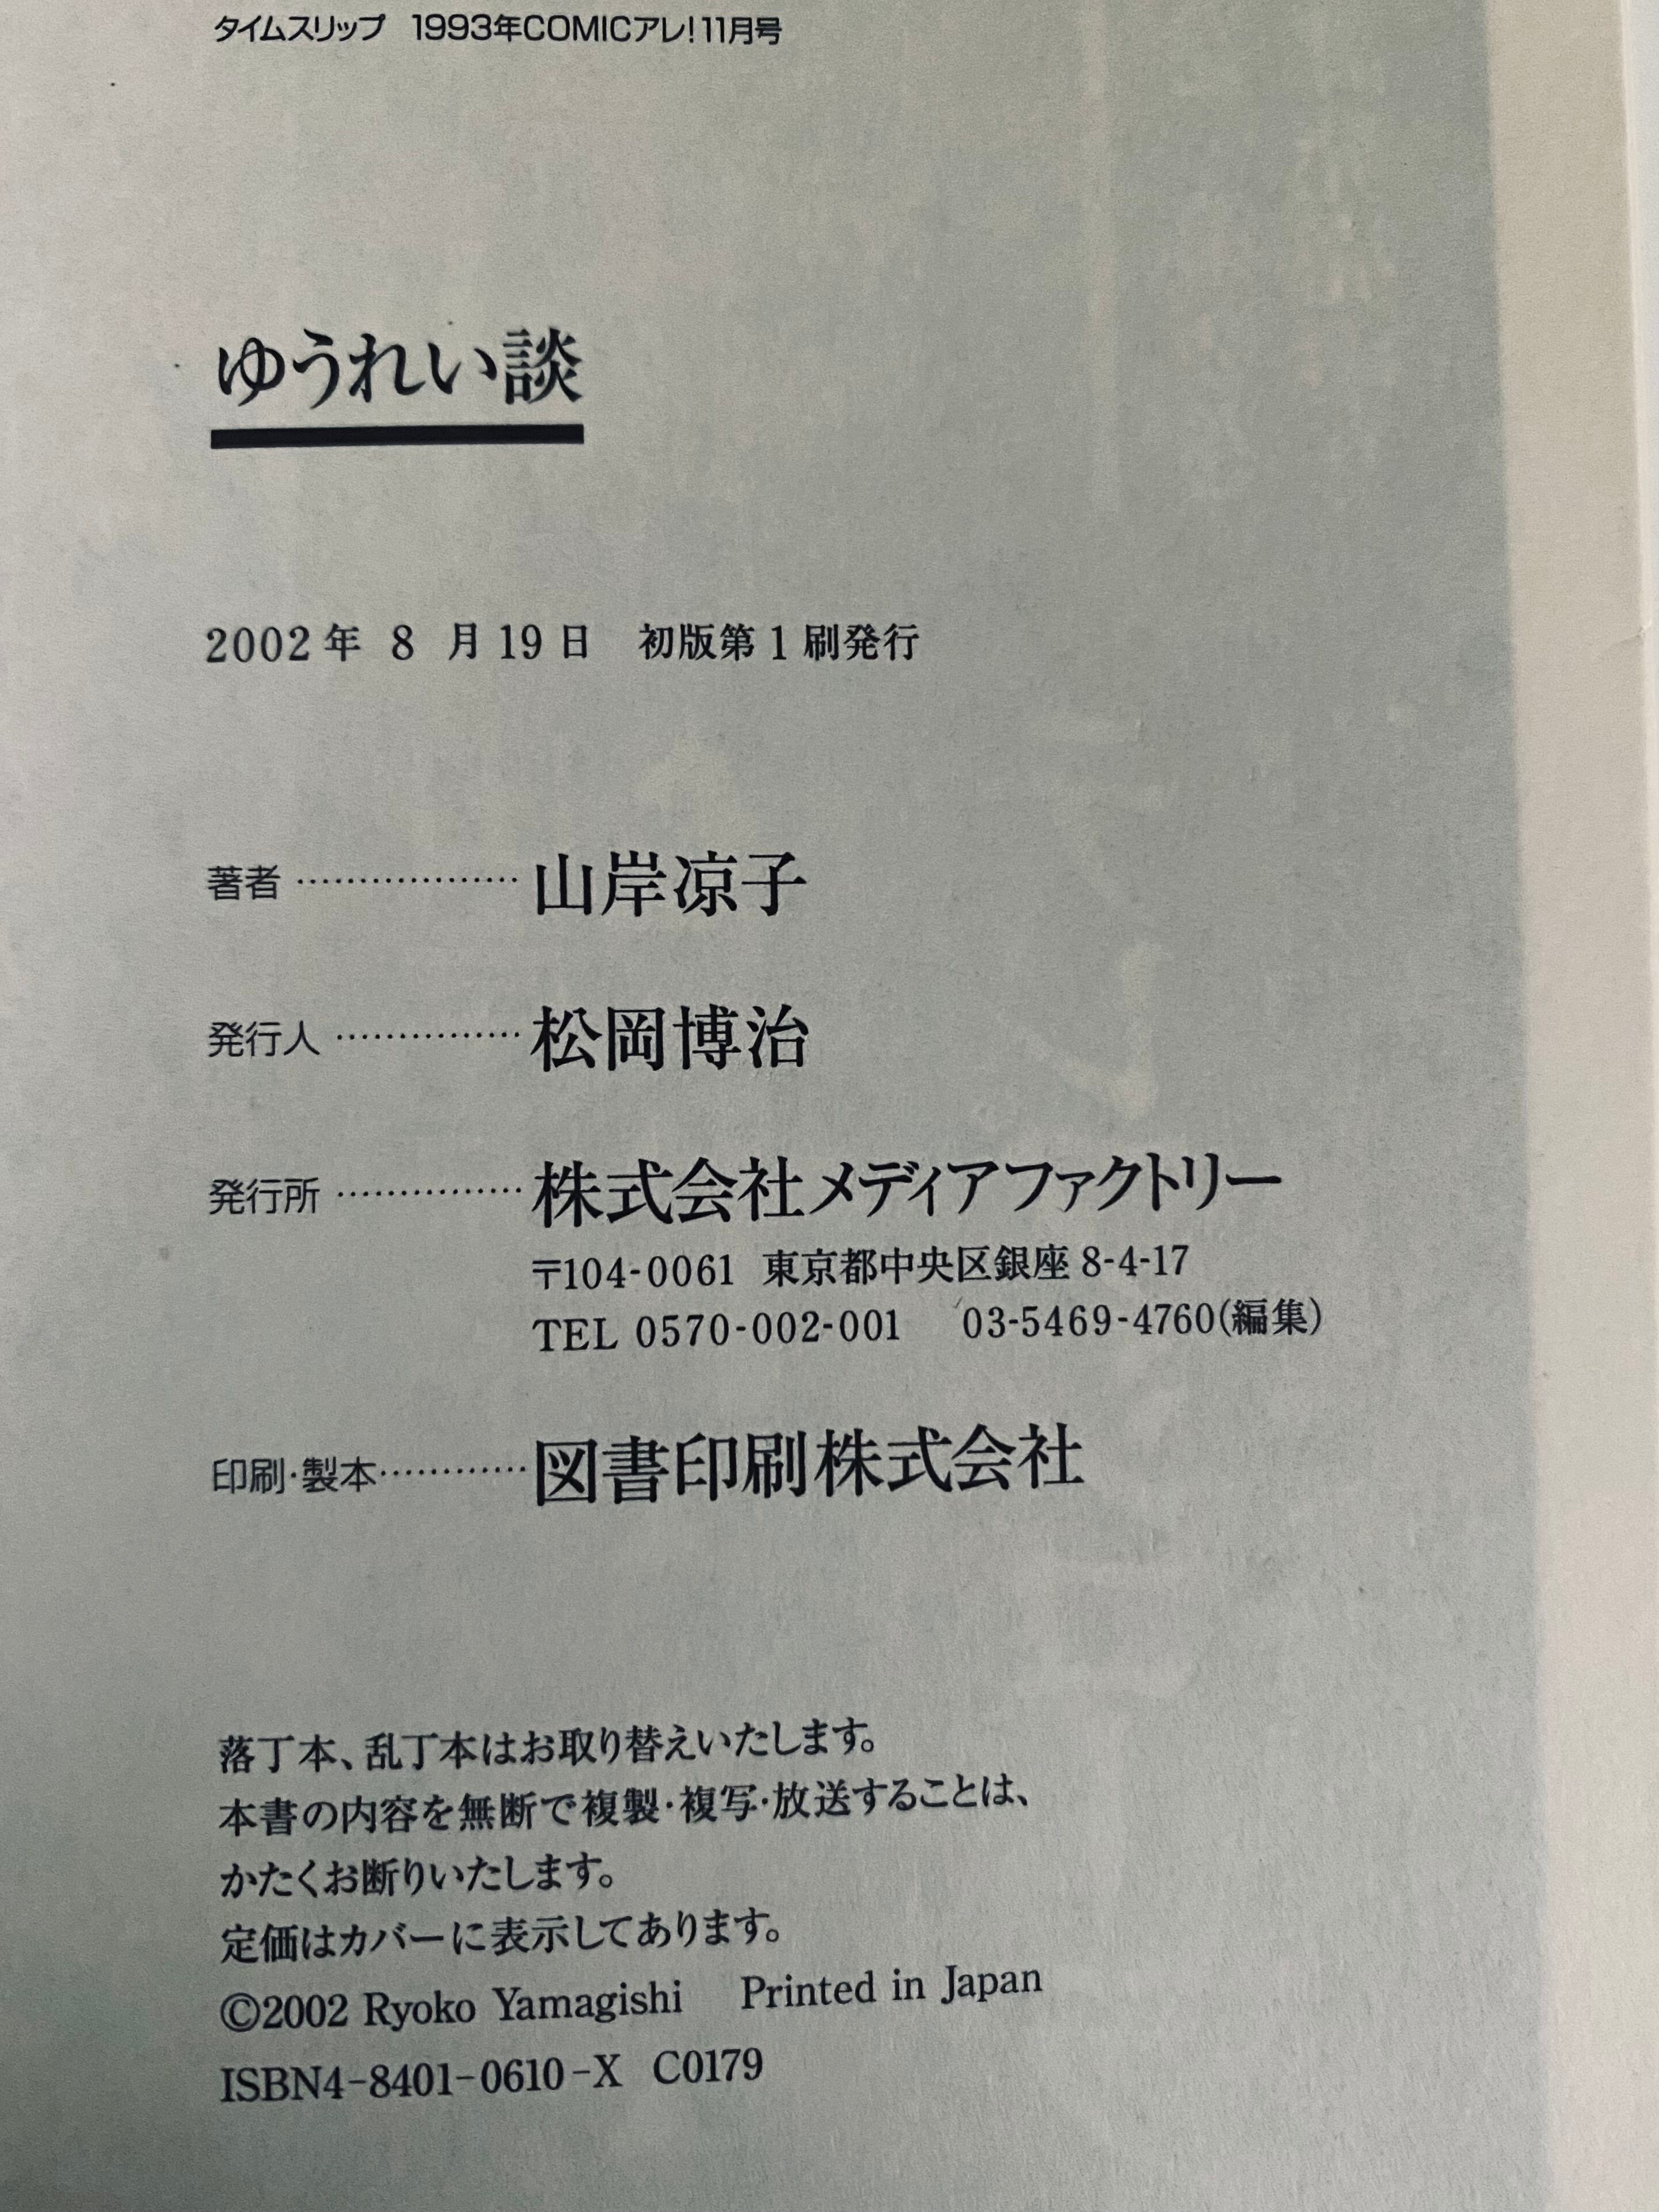 タイムスリップ 1993年COMICアレ!11月号
ゆうれい談
2002年 8 月19日 初版第1刷発行
著者………………山岸凉子
発行人……………松岡博治
発行所……………株式会社メディアファクトリー
〒104-0061 東京都中央区銀座8-4-17
TEL 0570-002-001 03-5469-4760(編集)
印刷・製本…………図書印刷株式会社
落丁本、乱丁本はお取り替えいたします。
本書の内容を無断で複製・複写・放送することは、
かたくお断りいたします。
定価はカバーに表示してあります。
©2002 Ryoko Yamagishi Printed in Japan
ISBN4-8401-0610-X C0179